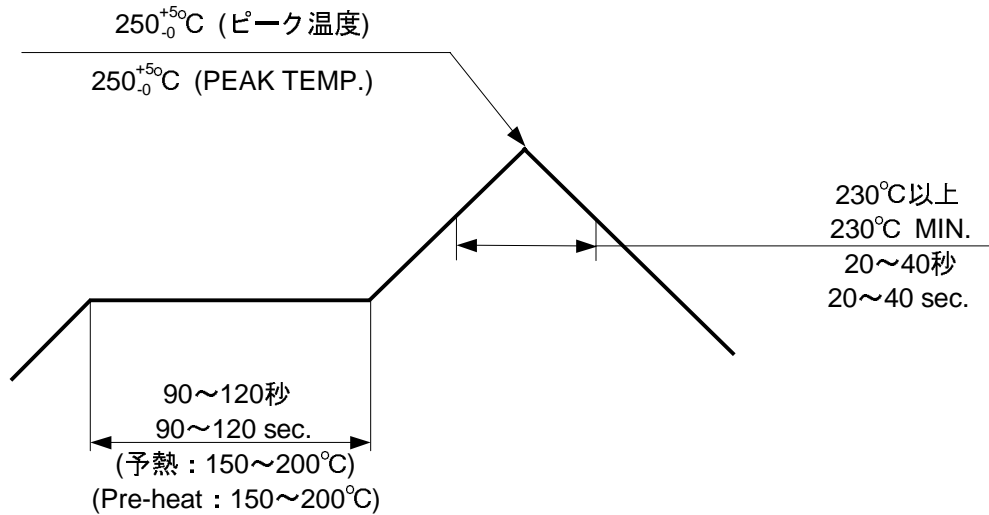 250+5/-0°C (ピーク温度)
250+5/-0°C (PEAK TEMP.)
230°C以上
230°C MIN.
20～40秒
20～40 sec.
90～120秒
90～120 sec.
(予熱：150～200°C)
(Pre-heat：150～200°C)